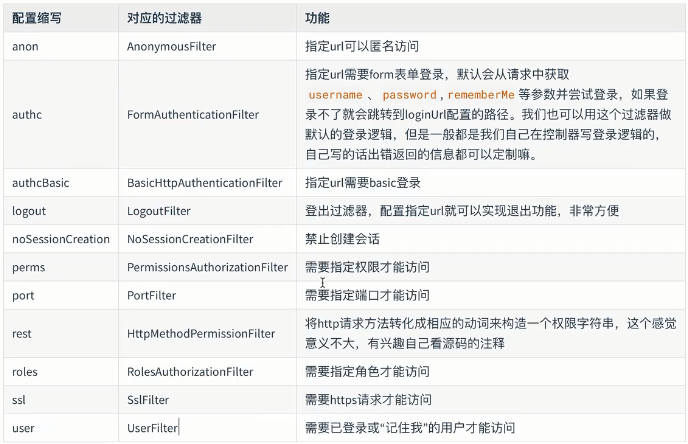 配置缩写 对应的过滤器 功能
anon AnonymousFilter 指定url可以匿名访问
指定url需要form表单登录，默认会从请求中获取
username 、 password , rememberMe 等参数并尝试登录，如果登
录不了就会跳转到loginUrl配置的路径。我们也可以用这个过滤器做
authc FormAuthenticationFilter
默认的登录逻辑，但是一般都是我们自己在控制器写登录逻辑的，
自己写的话出错返回的信息都可以定制嘛。
authcBasic BasicHttpAuthenticationFilter 指定url需要basic登录
logout LogoutFilter 登出过滤器，配置指定url就可以实现退出功能，非常方便
noSessionCreation NoSessionCreationFilter 禁止创建会话
perms PermissionsAuthorizationFilter 需要指定权限才能访问
port PortFilter 需要指定端口才能访问
rest HttpMethodPermissionFilter 将http请求方法转化成相应的动词来构造一个权限字符串，这个感觉
意义不大，有兴趣自己看源码的注释
roles RolesAuthorizationFilter 需要指定角色才能访问
ssl SslFilter 需要https请求才能访问
user UserFilter 需要已登录或“记住我”的用户才能访问